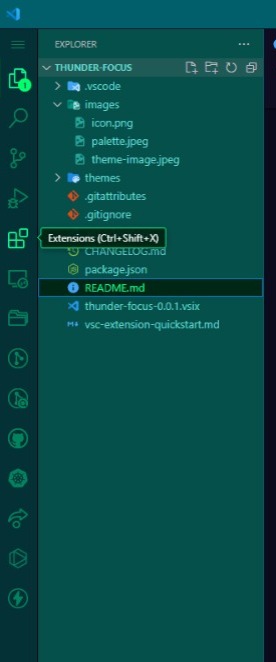 EXPLORER
THUNDER-FOCUS
.vscode
images
icon.png
palette.jpeg
theme-image.jpeg
themes
.gitattributes
.gitignore
Extensions (Ctrl+Shift+X)
CHANGELOG.md
package.json
README.md
thunder-focus-0.0.1.vsix
vsc-extension-quickstart.md
1